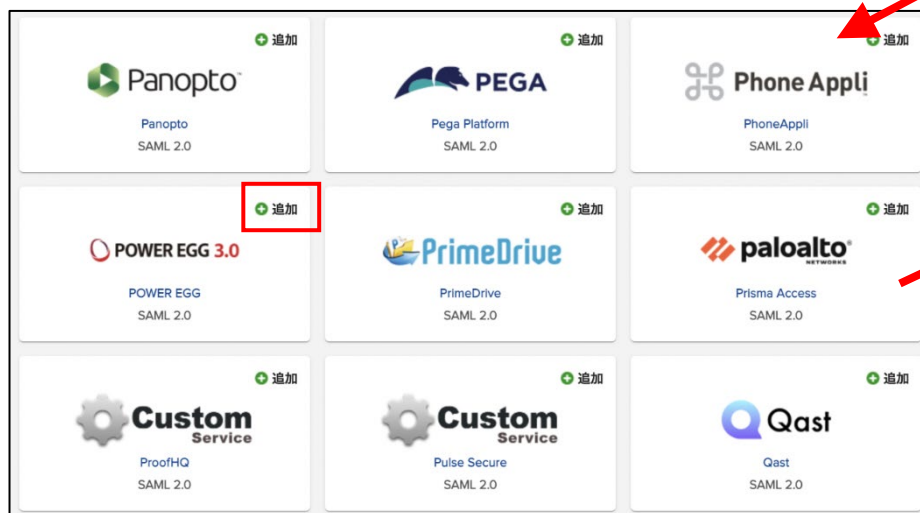 追加
追加
追加
Panopto
PEGA
Phone Appli
Panopto
Pega Platform
PhoneAppli
SAML 2.0
SAML 2.0
SAML 2.0
追加
追加
追加
POWER EGG 3.0
PrimeDrive
paloalto
NETWORKS
POWER EGG
PrimeDrive
Prisma Access
SAML 2.0
SAML 2.0
SAML 2.0
追加
追加
追加
Custom
Service
Custom
Service
Qast
ProofHQ
Pulse Secure
Qast
SAML 2.0
SAML 2.0
SAML 2.0